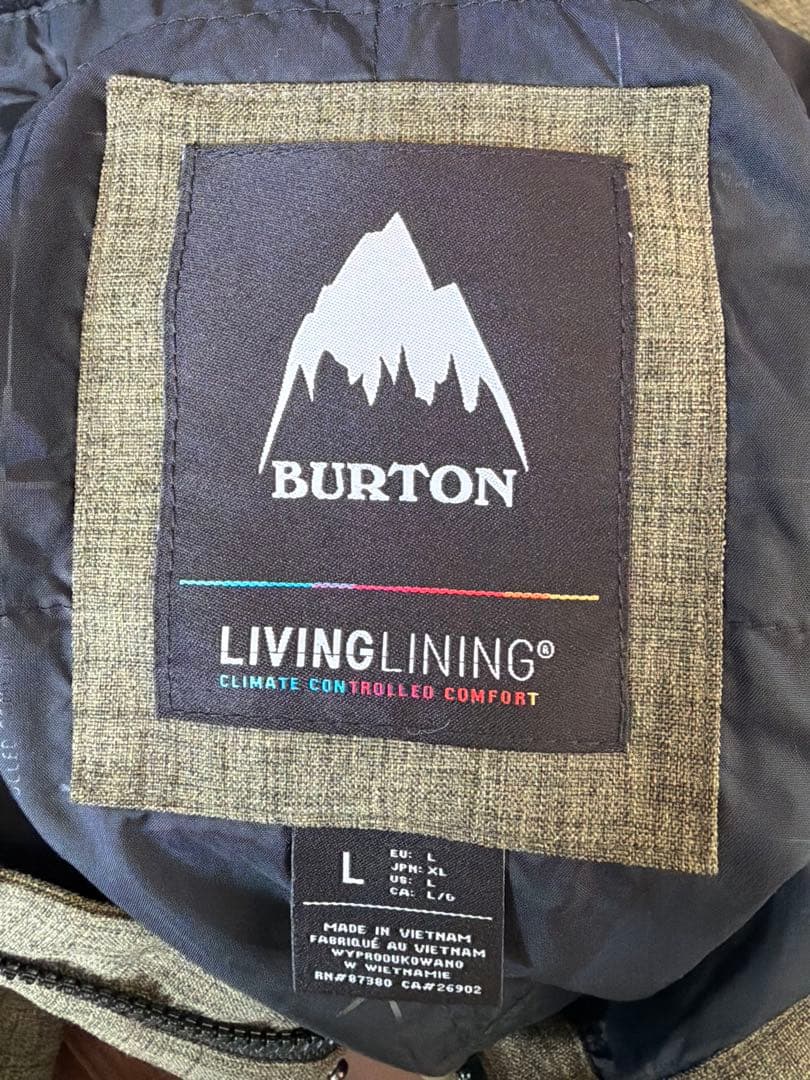 BURTON
LIVINGLINING®
CLIMATE CONTROLLED COMFORT
L
EU: L
JPN: XL
US: L
CA: L/G
MADE IN VIETNAM
FABRIQUÉ AU VIETNAM
WYPRODUKOWANO
W WIETNAMIE
RN#87380 CA#26902